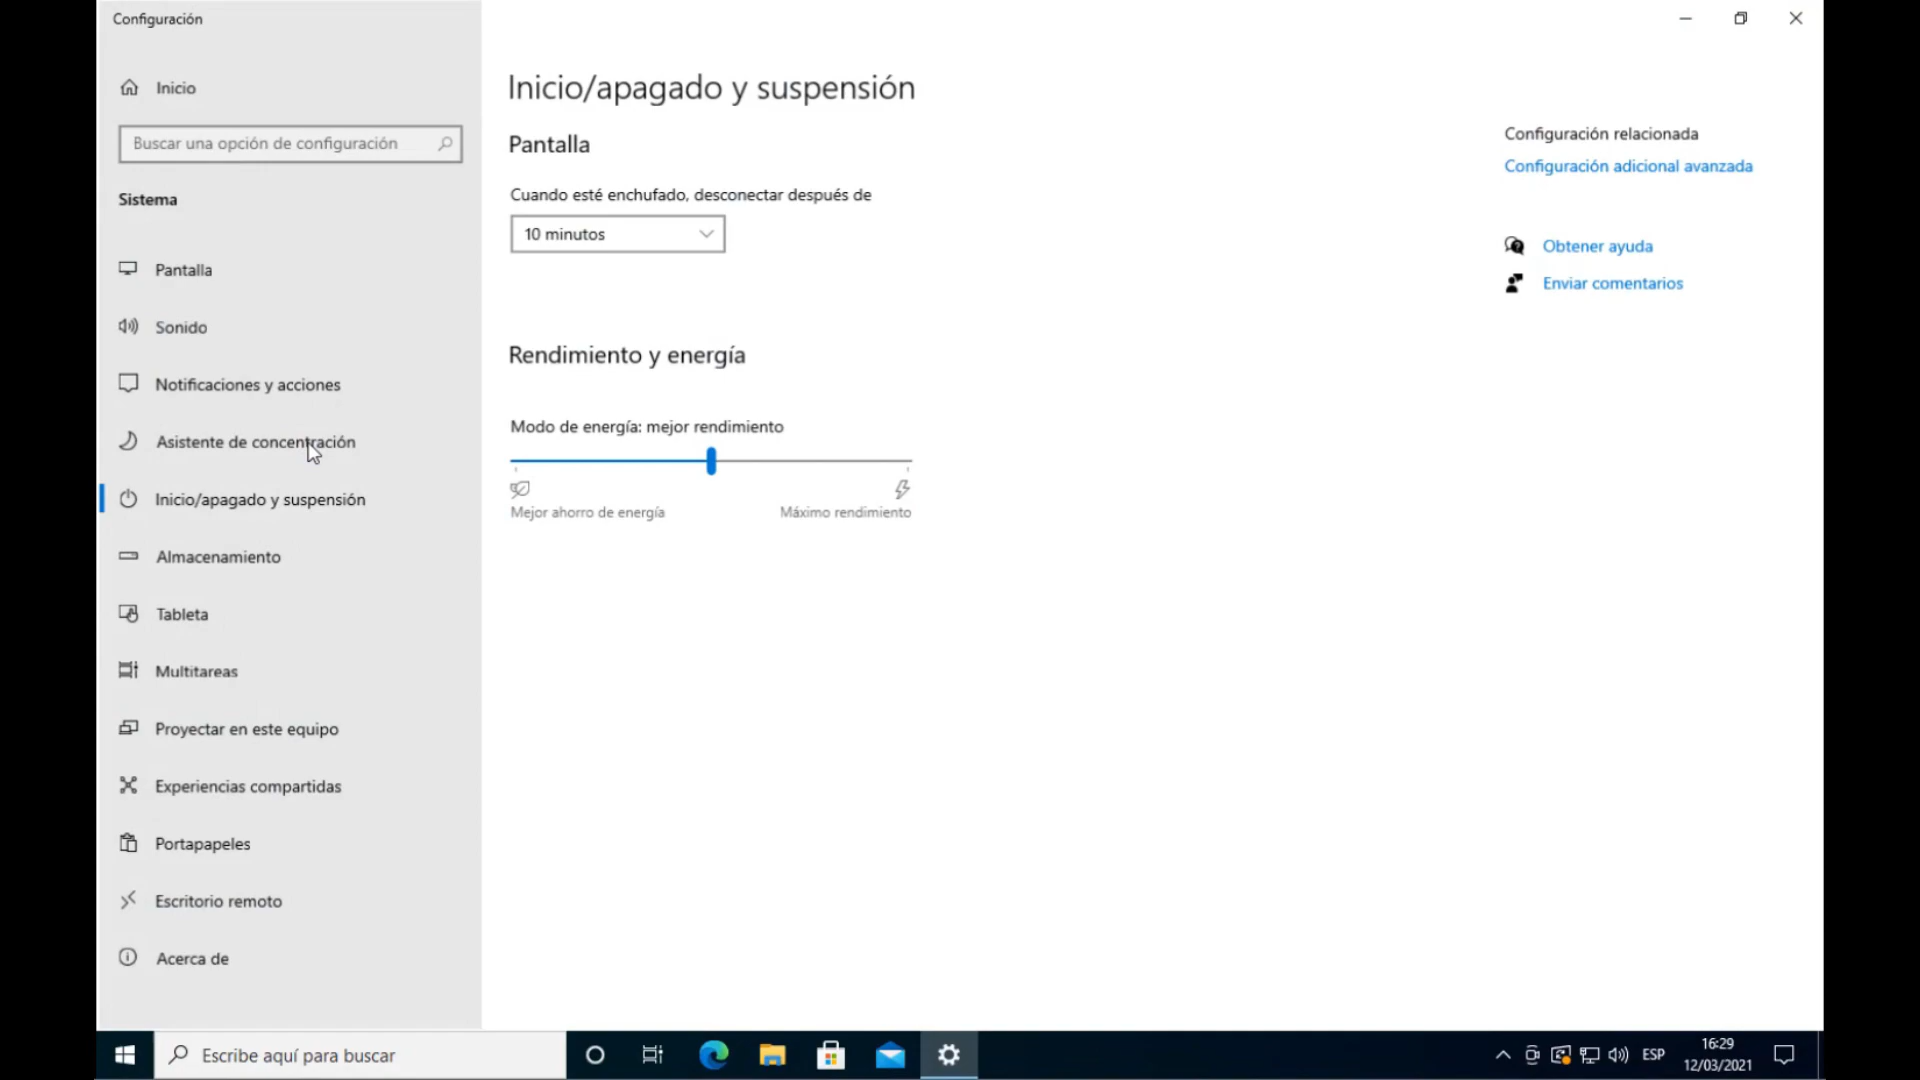 Configuración
Inicio
Buscar una opción de configuración
Sistema
Pantalla
Sonido
Notificaciones y acciones
Asistente de concentración
Inicio/apagado y suspensión
Almacenamiento
Tableta
Multitareas
Proyectar en este equipo
Experiencias compartidas
Portapapeles
Escritorio remoto
Acerca de
Inicio/apagado y suspensión
Pantalla
Cuando esté enchufado, desconectar después de
10 minutos
Rendimiento y energía
Modo de energía: mejor rendimiento
Mejor ahorro de energía
Máximo rendimiento
Configuración relacionada
Configuración adicional avanzada
Obtener ayuda
Enviar comentarios
Escribe aquí para buscar
ESP
16:29
12/03/2021